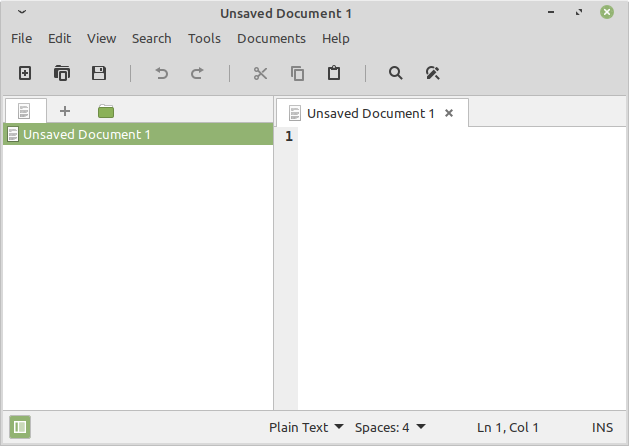 Unsaved Document 1
File Edit View Search Tools Documents Help
Unsaved Document 1
Unsaved Document 1
1
Plain Text Spaces: 4 Ln 1, Col 1 INS